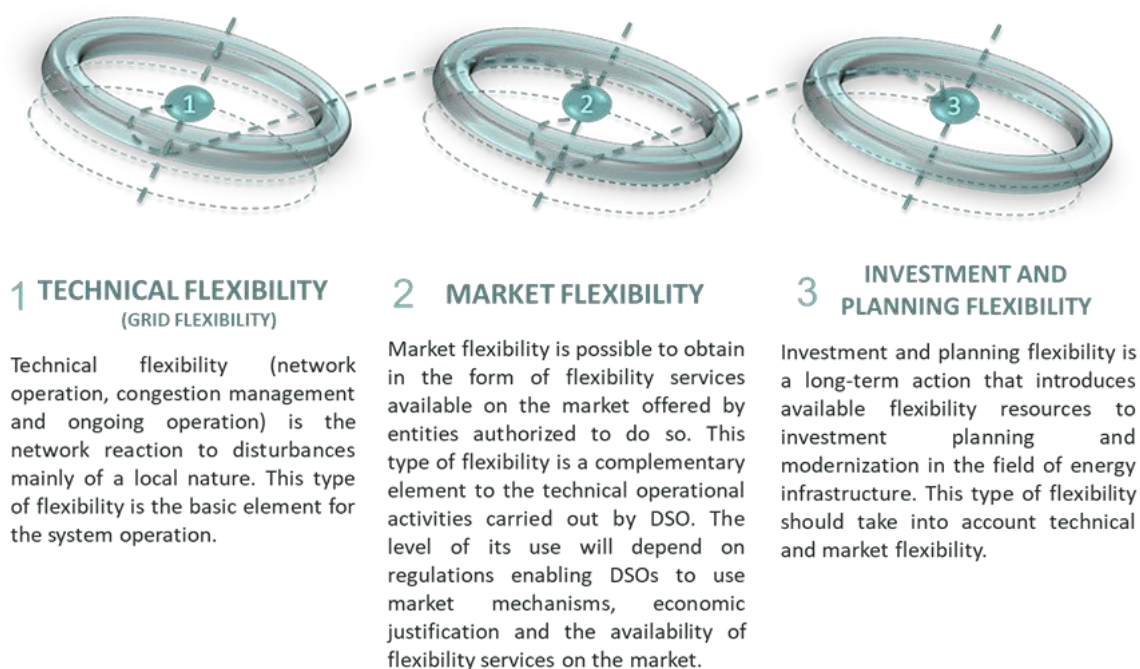 1
2
3
1 TECHNICAL FLEXIBILITY
(GRID FLEXIBILITY)
Technical flexibility (network
operation, congestion management
and ongoing operation) is the
network reaction to disturbances
mainly of a local nature. This type
of flexibility is the basic element for
the system operation.
2 MARKET FLEXIBILITY
Market flexibility is possible to obtain
in the form of flexibility services
available on the market offered by
entities authorized to do so. This
type of flexibility is a complementary
element to the technical operational
activities carried out by DSO. The
level of its use will depend on
regulations enabling DSOs to use
market mechanisms, economic
justification and the availability of
flexibility services on the market.
3 INVESTMENT AND
PLANNING FLEXIBILITY
Investment and planning flexibility is
a long-term action that introduces
available flexibility resources to
investment planning and
modernization in the field of energy
infrastructure. This type of flexibility
should take into account technical
and market flexibility.